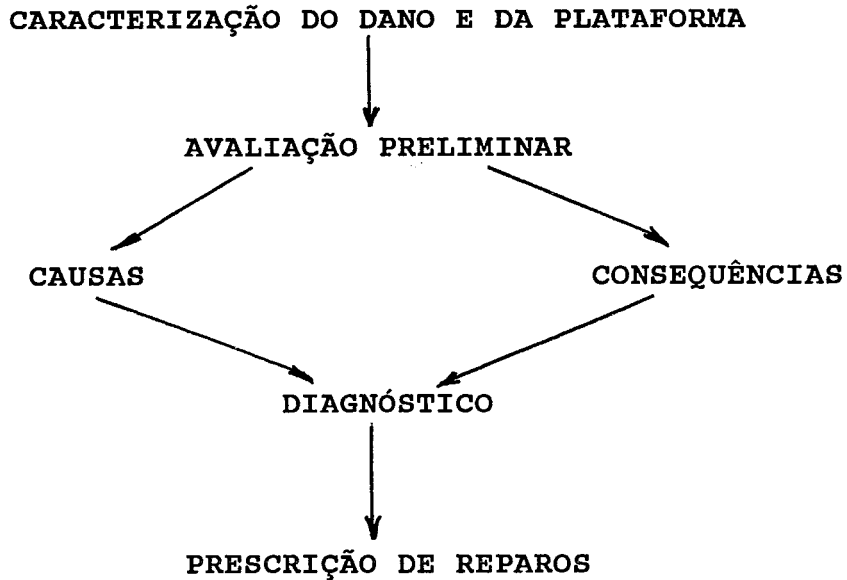 CARACTERIZAÇÃO DO DANO E DA PLATAFORMA
AVALIAÇÃO PRELIMINAR
CAUSAS
CONSEQUÊNCIAS
DIAGNÓSTICO
PRESCRIÇÃO DE REPAROS